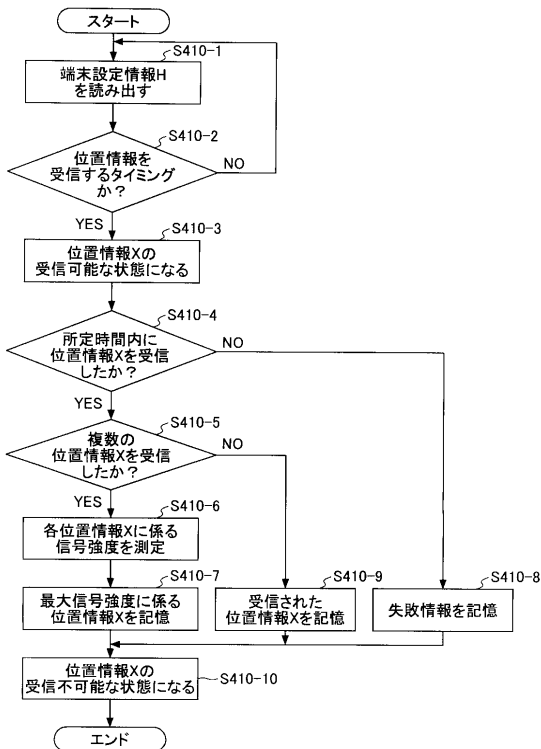 スタート
S410-1
端末設定情報H
を読み出す
S410-2
位置情報を
受信するタイミング
か？
NO
YES
S410-3
位置情報Xの
受信可能な状態になる
S410-4
所定時間内に
位置情報Xを受信
したか？
NO
YES
S410-5
複数の
位置情報Xを受信
したか？
NO
YES
S410-6
各位置情報Xに係る
信号強度を測定
S410-7
最大信号強度に係る
位置情報Xを記憶
S410-9
受信された
位置情報Xを記憶
S410-8
失敗情報を記憶
位置情報Xの
受信不可能な状態になる
S410-10
エンド